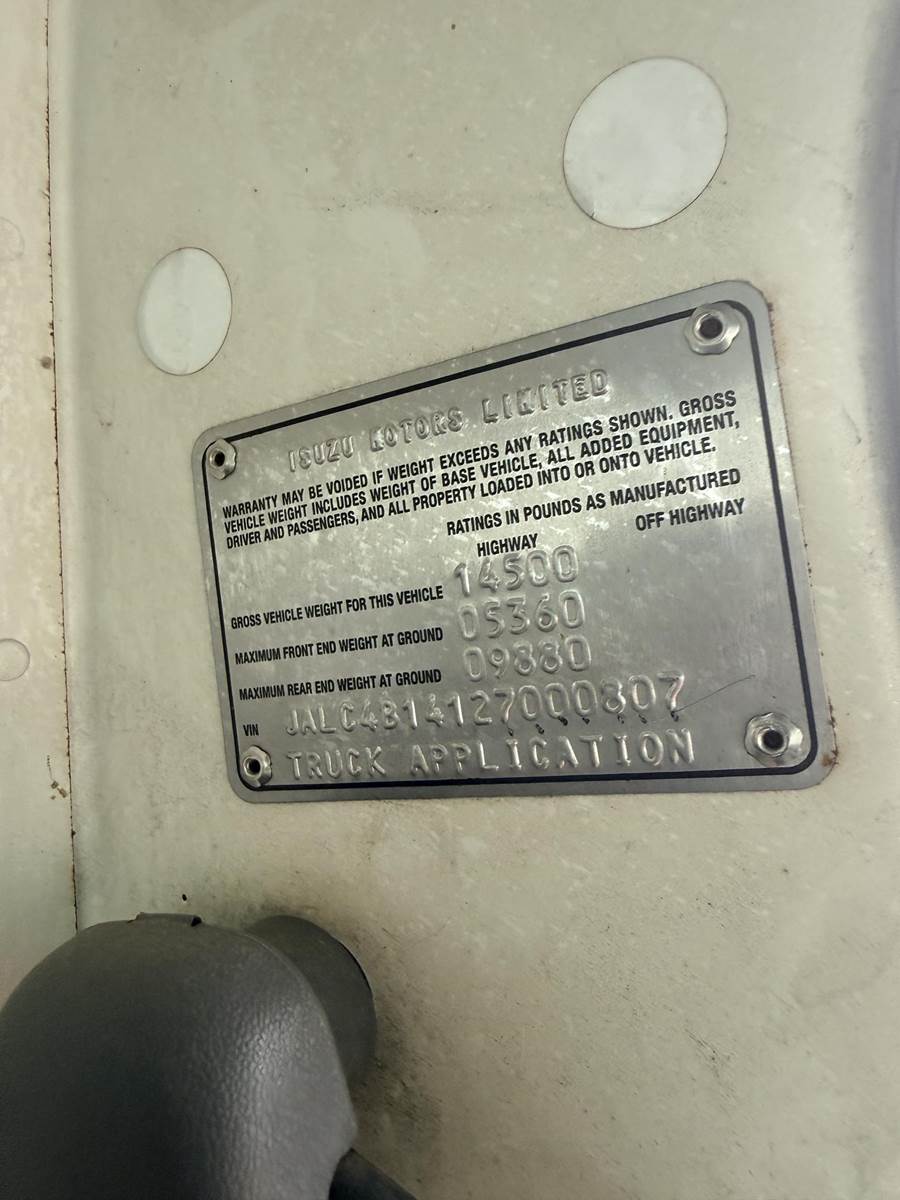 ISUZU MOTORS LIMITED
WARRANTY MAY BE VOIDED IF WEIGHT EXCEEDS ANY RATINGS SHOWN. GROSS
VEHICLE WEIGHT INCLUDES WEIGHT OF BASE VEHICLE, ALL ADDED EQUIPMENT,
DRIVER AND PASSENGERS, AND ALL PROPERTY LOADED INTO OR ONTO VEHICLE.
RATINGS IN POUNDS AS MANUFACTURED
HIGHWAY OFF HIGHWAY
GROSS VEHICLE WEIGHT FOR THIS VEHICLE 14500
MAXIMUM FRONT END WEIGHT AT GROUND 05360
MAXIMUM REAR END WEIGHT AT GROUND 09880
VIN JALC4B14127000807
TRUCK APPLICATION